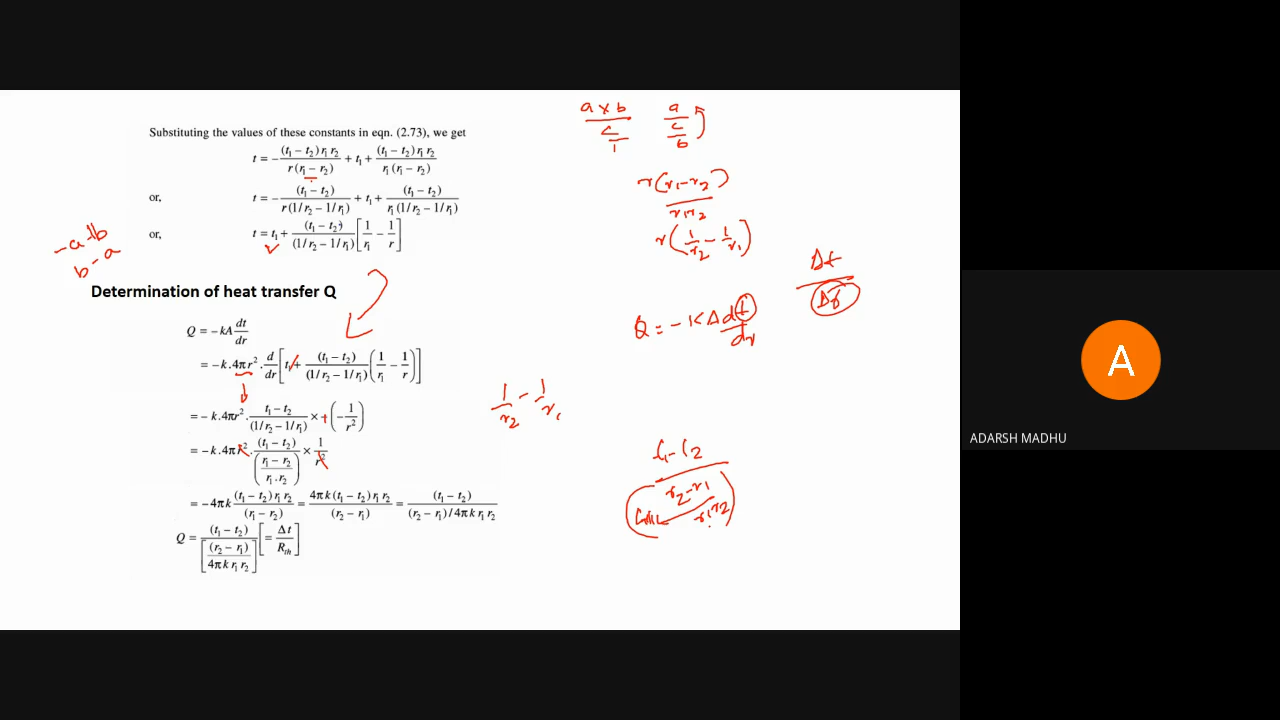 Substituting the values of these constants in eqn. (2.73), we get
t = − (t₁ − t₂) r₁ r₂ / r (r₁ − r₂) + t₁ + (t₁ − t₂) r₁ r₂ / r₁ (r₁ − r₂)
or, t = − (t₁ − t₂) / r (1/r₂ − 1/r₁) + t₁ + (t₁ − t₂) / r₁ (1/r₂ − 1/r₁)
or, t = t₁ + (t₁ − t₂) / (1/r₂ − 1/r₁) [1/r₁ − 1/r]
-a+b
b-a
Determination of heat transfer Q
Q = −kA dt/dr
= −k.4πr². d/dr [t₁ + (t₁ − t₂) / (1/r₂ − 1/r₁) (1/r₁ − 1/r)]
= − k.4πr². t₁ − t₂ / (1/r₂ − 1/r₁) × + (− 1/r²)
= −k.4πr². (t₁ − t₂) / (r₁ − r₂ / r₁ . r₂) × 1/r²
= −4πk (t₁ − t₂) r₁ r₂ / (r₁ − r₂) = 4πk (t₁ − t₂) r₁ r₂ / (r₂ − r₁) = (t₁ − t₂) / (r₂ − r₁) / 4πk r₁ r₂
Q = (t₁ − t₂) / [(r₂ − r₁) / 4πk r₁ r₂] [= Δt / R_th]
a × b / c / 1
a / c / b
r(r₁-r₂) / r₁r₂
r(1/r₂ - 1/r₁)
Δt
Q = -KA dt/dr
1/r₂ - 1/r₁
t₁-t₂
r₂-r₁
r₁r₂
A
ADARSH MADHU